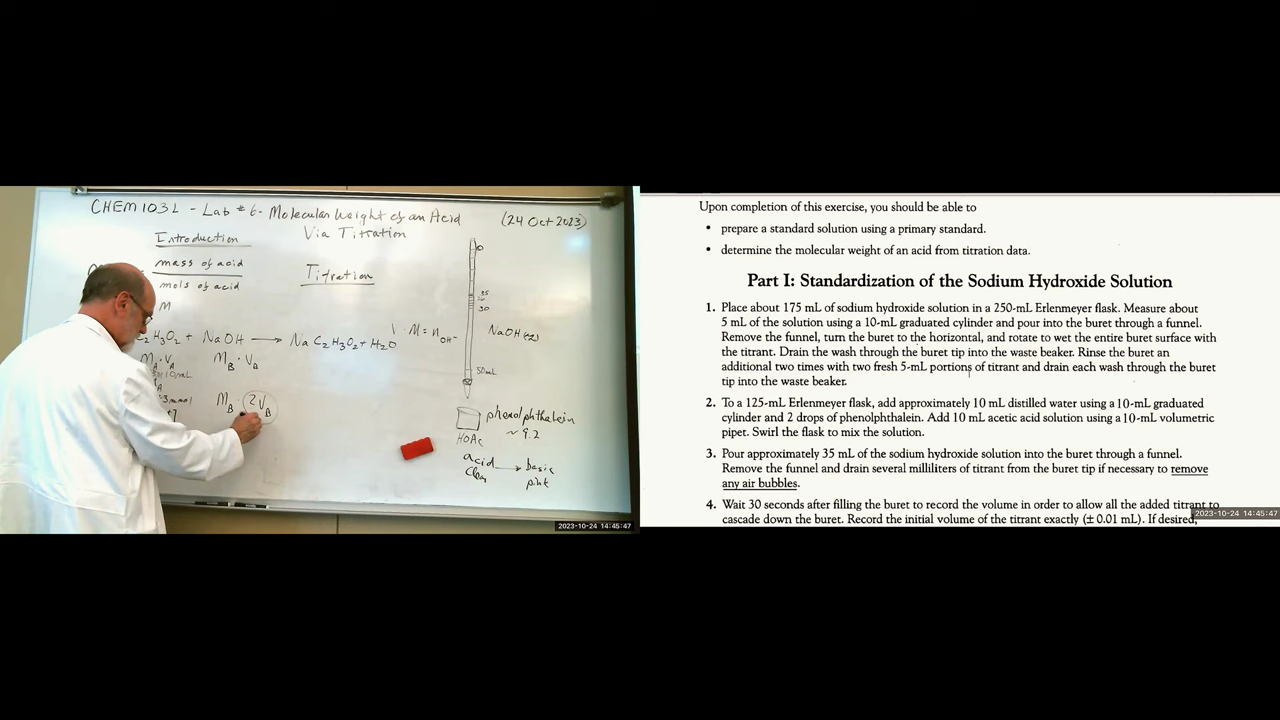 CHEM 103L - Lab #6 - Molecular Weight of an Acid
Via Titration
(24 Oct 2023)
Introduction
mass of acid
mols of acid
M
Titration
0
35
30
50mL
C2H3O2 + NaOH → NaC2H3O2 + H2O
V · M = nOH-
NaOH(aq)
MA · VA
MB · VB
10mL
MB · 2VB
HOAc
phenolphthalein
~ 9.2
acid → basic
clear
pink
2023-10-24 14:45:47
Upon completion of this exercise, you should be able to
• prepare a standard solution using a primary standard.
• determine the molecular weight of an acid from titration data.
Part I: Standardization of the Sodium Hydroxide Solution
1. Place about 175 mL of sodium hydroxide solution in a 250-mL Erlenmeyer flask. Measure about
5 mL of the solution using a 10-mL graduated cylinder and pour into the buret through a funnel.
Remove the funnel, turn the buret to the horizontal, and rotate to wet the entire buret surface with
the titrant. Drain the wash through the buret tip into the waste beaker. Rinse the buret an
additional two times with two fresh 5-mL portions of titrant and drain each wash through the buret
tip into the waste beaker.
2. To a 125-mL Erlenmeyer flask, add approximately 10 mL distilled water using a 10-mL graduated
cylinder and 2 drops of phenolphthalein. Add 10 mL acetic acid solution using a 10-mL volumetric
pipet. Swirl the flask to mix the solution.
3. Pour approximately 35 mL of the sodium hydroxide solution into the buret through a funnel.
Remove the funnel and drain several milliliters of titrant from the buret tip if necessary to remove
any air bubbles.
4. Wait 30 seconds after filling the buret to record the volume in order to allow all the added titrant to
cascade down the buret. Record the initial volume of the titrant exactly (± 0.01 mL). If desired,
2023-10-24 14:45:47